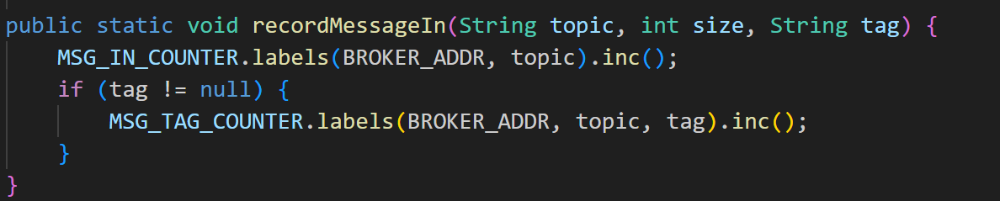 public static void recordMessageIn(String topic, int size, String tag) {
    MSG_IN_COUNTER.labels(BROKER_ADDR, topic).inc();
    if (tag != null) {
        MSG_TAG_COUNTER.labels(BROKER_ADDR, topic, tag).inc();
    }
}